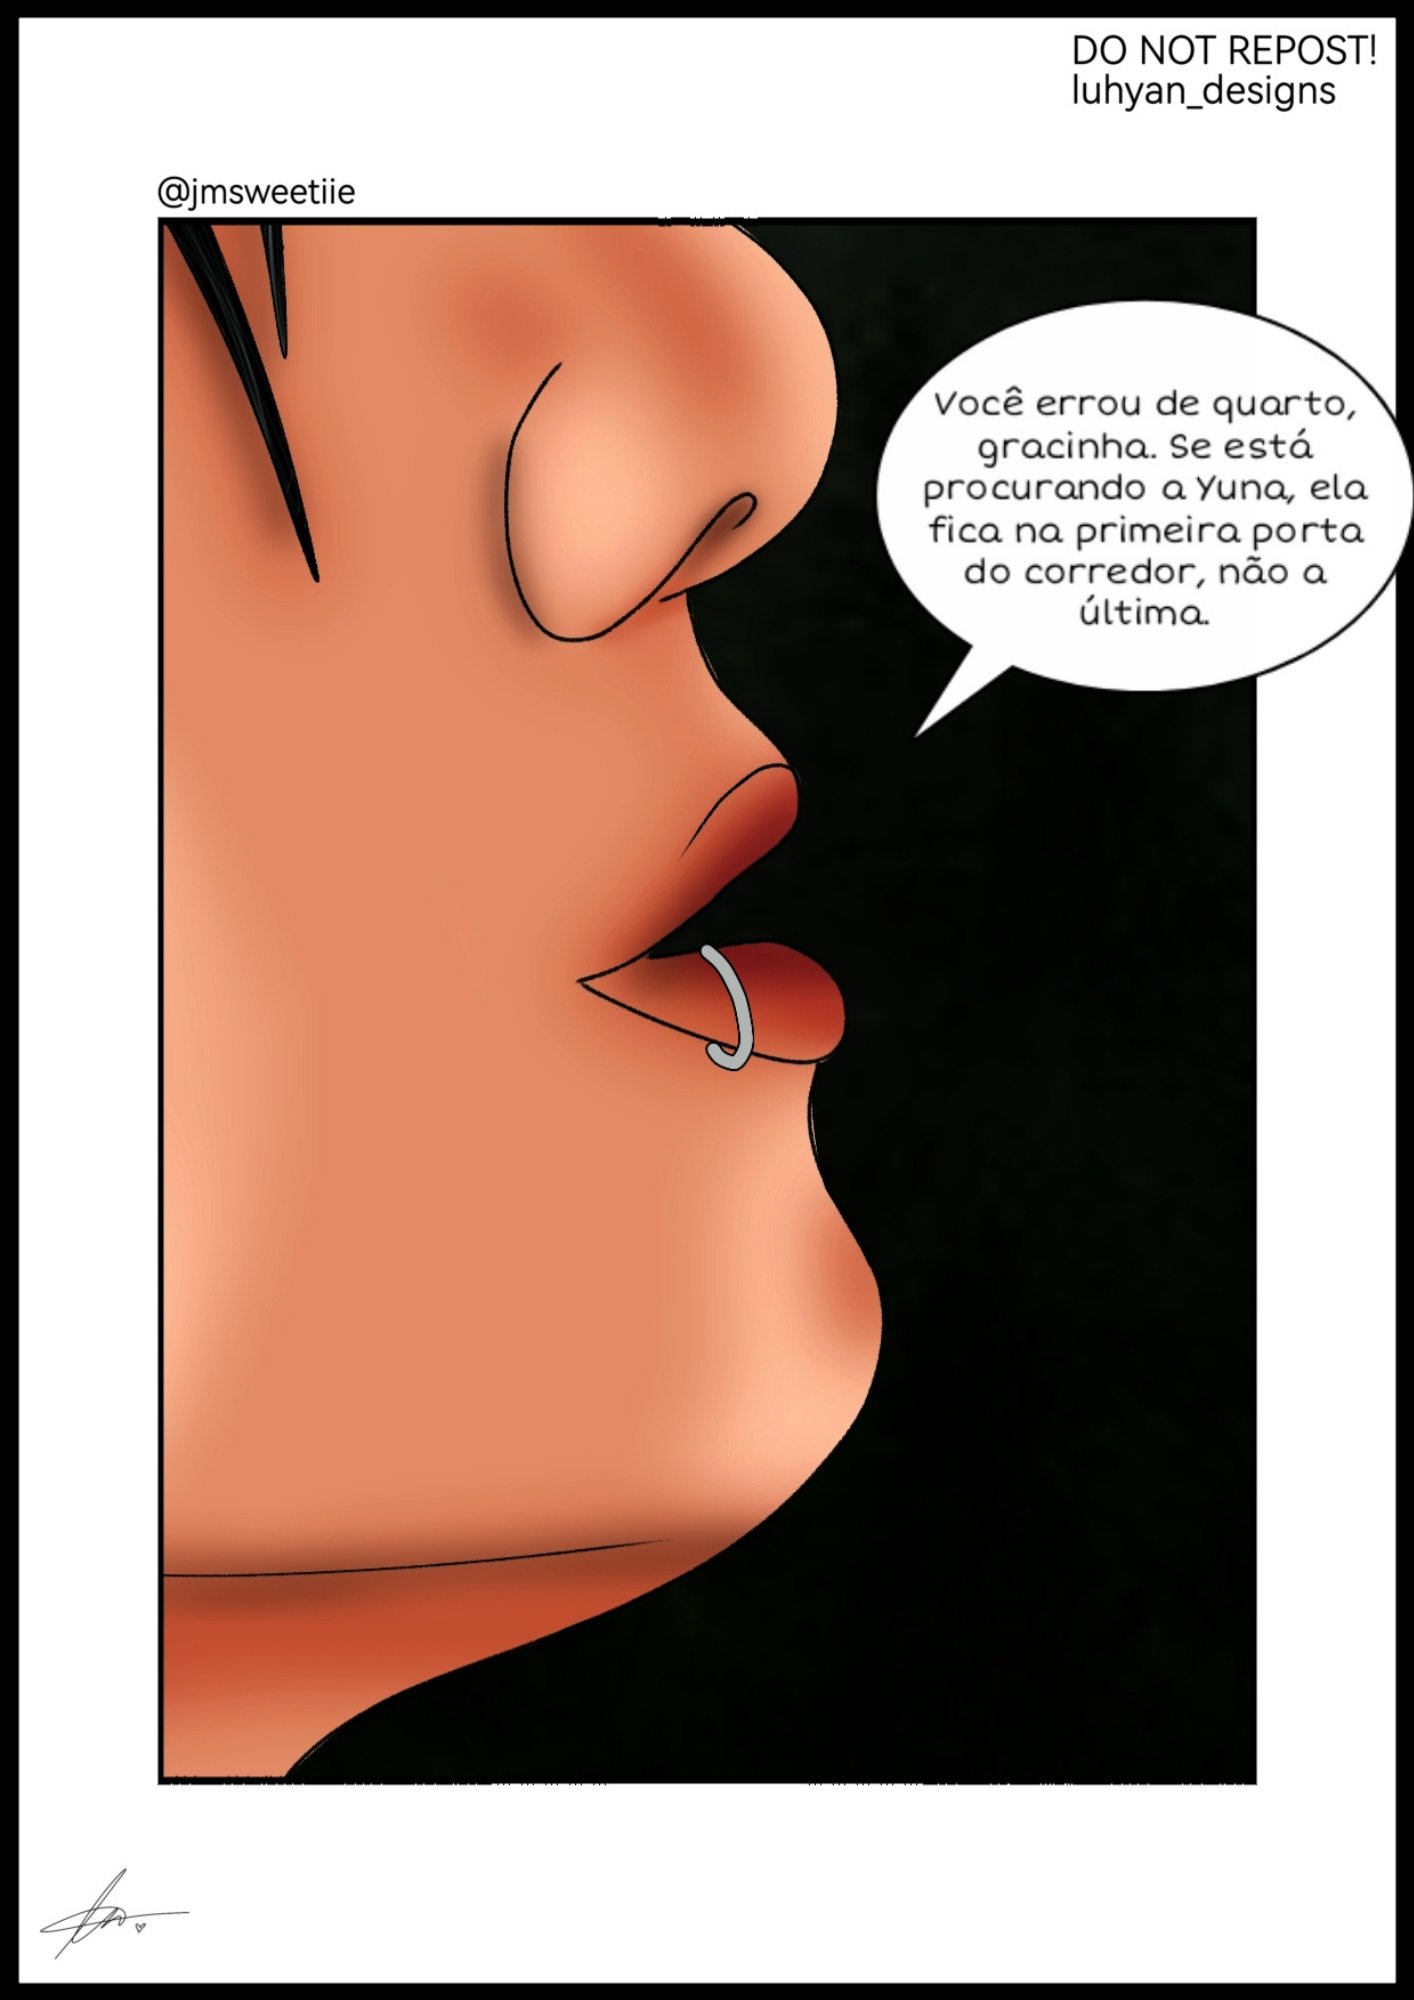 DO NOT REPOST!
luhyan_designs
@jmsweetiie
Você errou de quarto,
gracinha. Se está
procurando a Yuna, ela
fica na primeira porta
do corredor, não a
última.